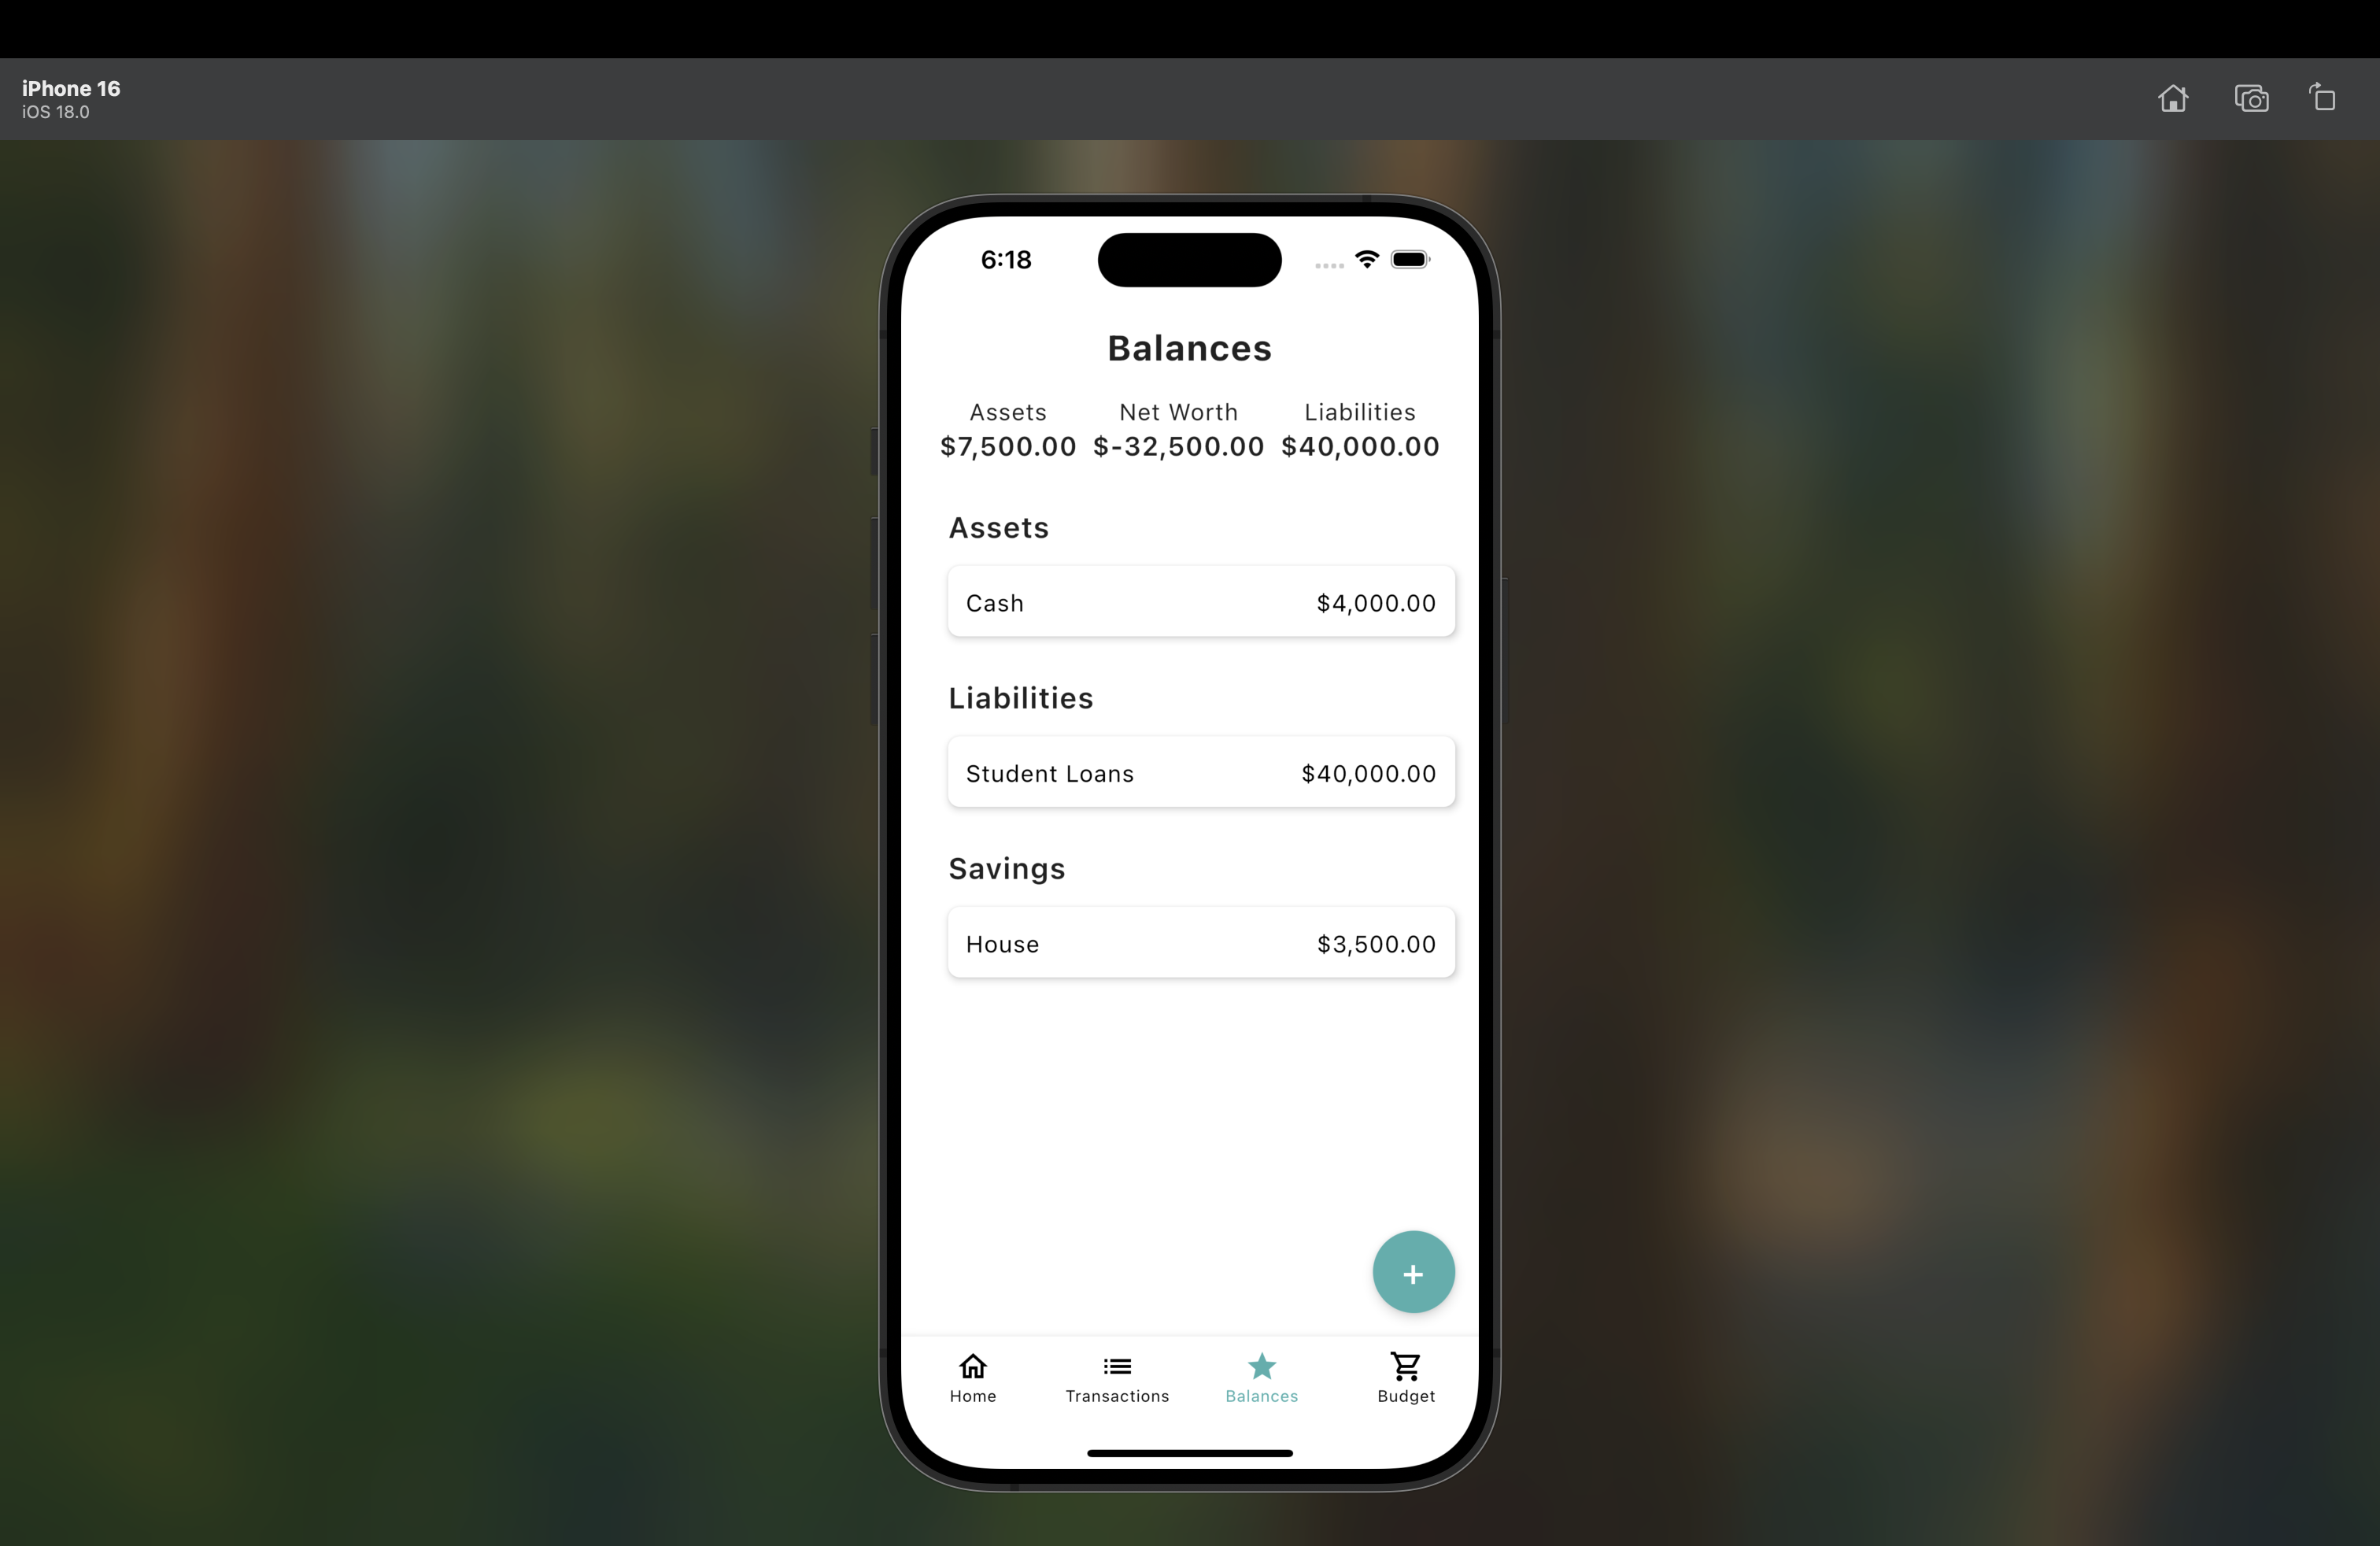 iPhone 16
iOS 18.0
6:18
Balances
Assets Net Worth Liabilities
$7,500.00 $-32,500.00 $40,000.00
Assets
Cash $4,000.00
Liabilities
Student Loans $40,000.00
Savings
House $3,500.00
+
Home Transactions Balances Budget